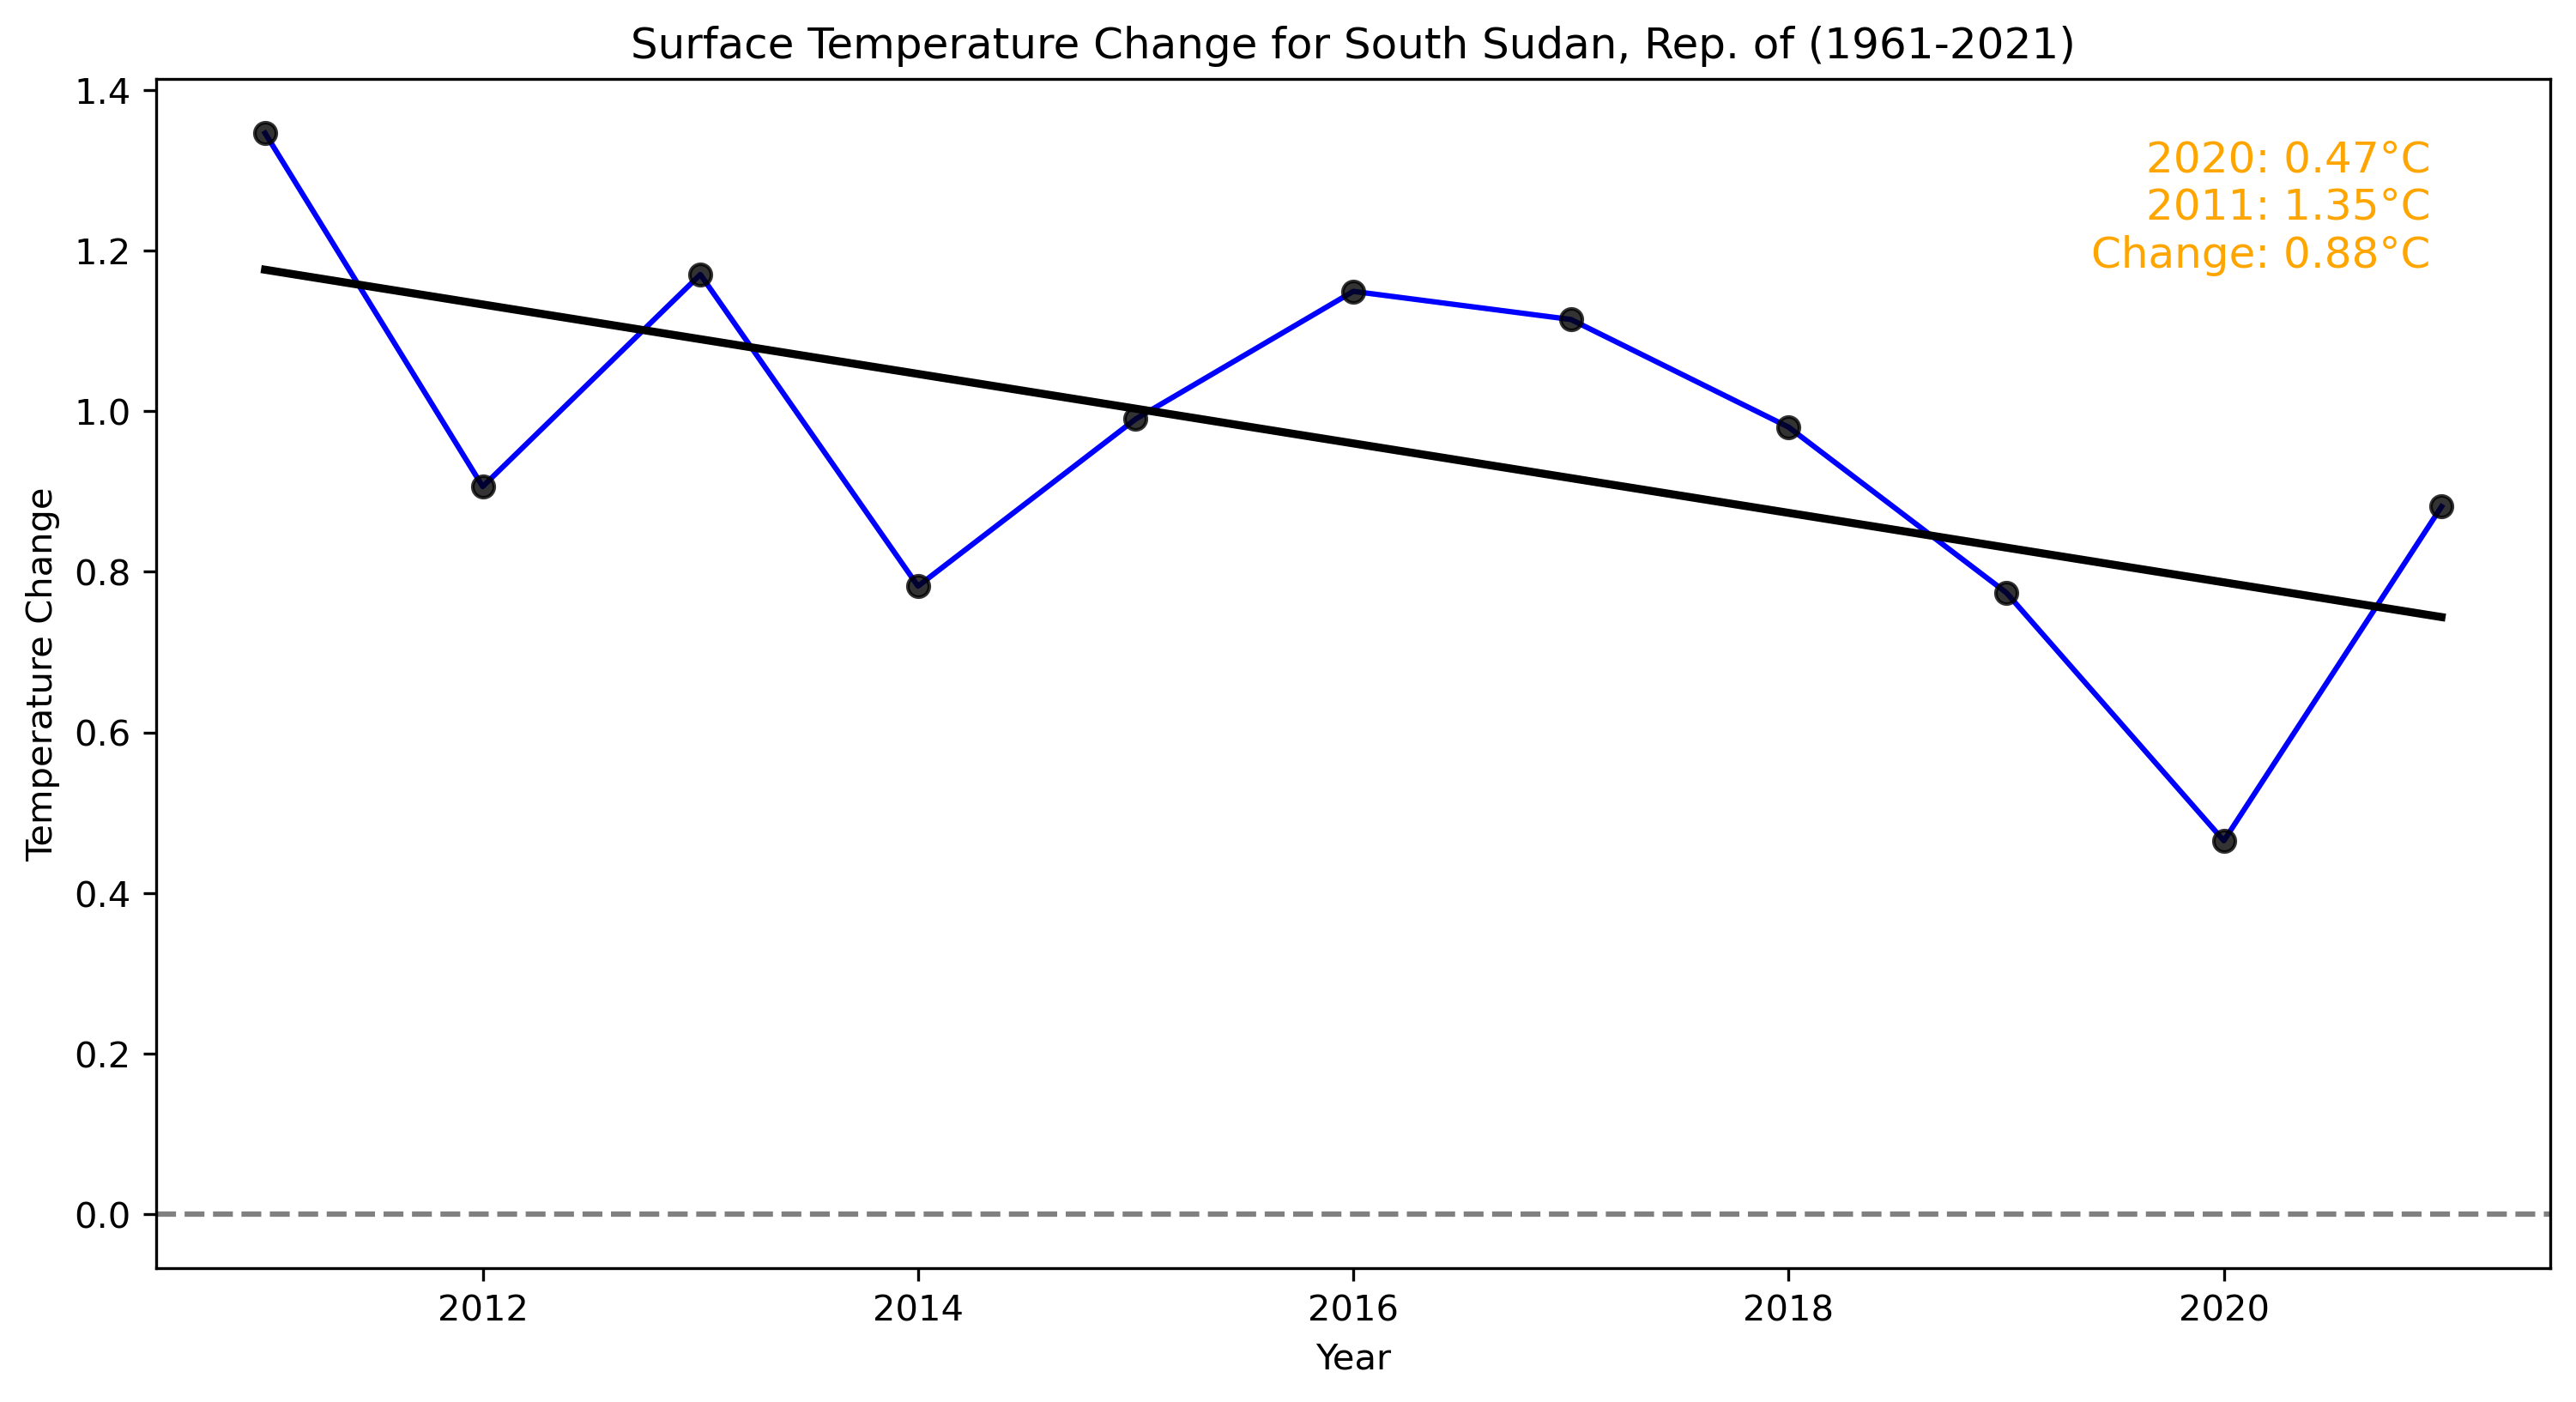 Surface Temperature Change for South Sudan, Rep. of (1961-2021)
2020: 0.47°C
2011: 1.35°C
Change: 0.88°C
Temperature Change
1.4
1.2
1.0
0.8
0.6
0.4
0.2
0.0
2012 2014 2016 2018 2020
Year